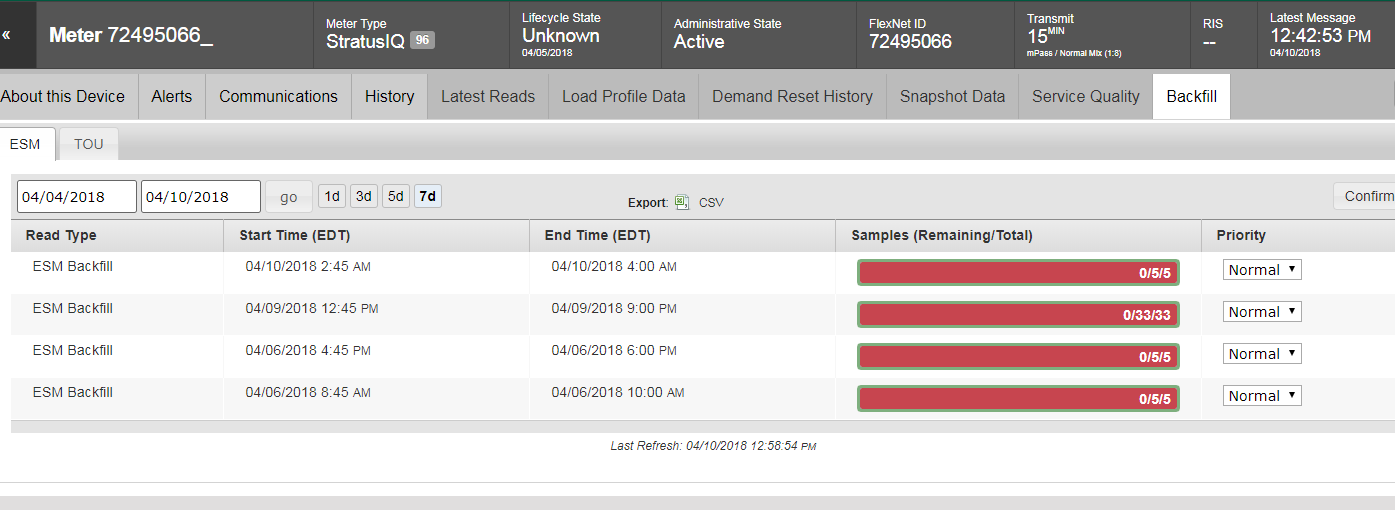 «
Meter 72495066_
Meter Type
StratusIQ 96
Lifecycle State
Unknown
04/05/2018
Administrative State
Active
FlexNet ID
72495066
Transmit
15MIN
mPass / Normal Mix (1:8)
RIS
--
Latest Message
12:42:53 PM
04/10/2018
About this Device Alerts Communications History Latest Reads Load Profile Data Demand Reset History Snapshot Data Service Quality Backfill
ESM TOU
04/04/2018 04/10/2018 go 1d 3d 5d 7d Export: CSV Confirm
Read Type Start Time (EDT) End Time (EDT) Samples (Remaining/Total) Priority
ESM Backfill 04/10/2018 2:45 AM 04/10/2018 4:00 AM 0/5/5 Normal
ESM Backfill 04/09/2018 12:45 PM 04/09/2018 9:00 PM 0/33/33 Normal
ESM Backfill 04/06/2018 4:45 PM 04/06/2018 6:00 PM 0/5/5 Normal
ESM Backfill 04/06/2018 8:45 AM 04/06/2018 10:00 AM 0/5/5 Normal
Last Refresh: 04/10/2018 12:58:54 PM